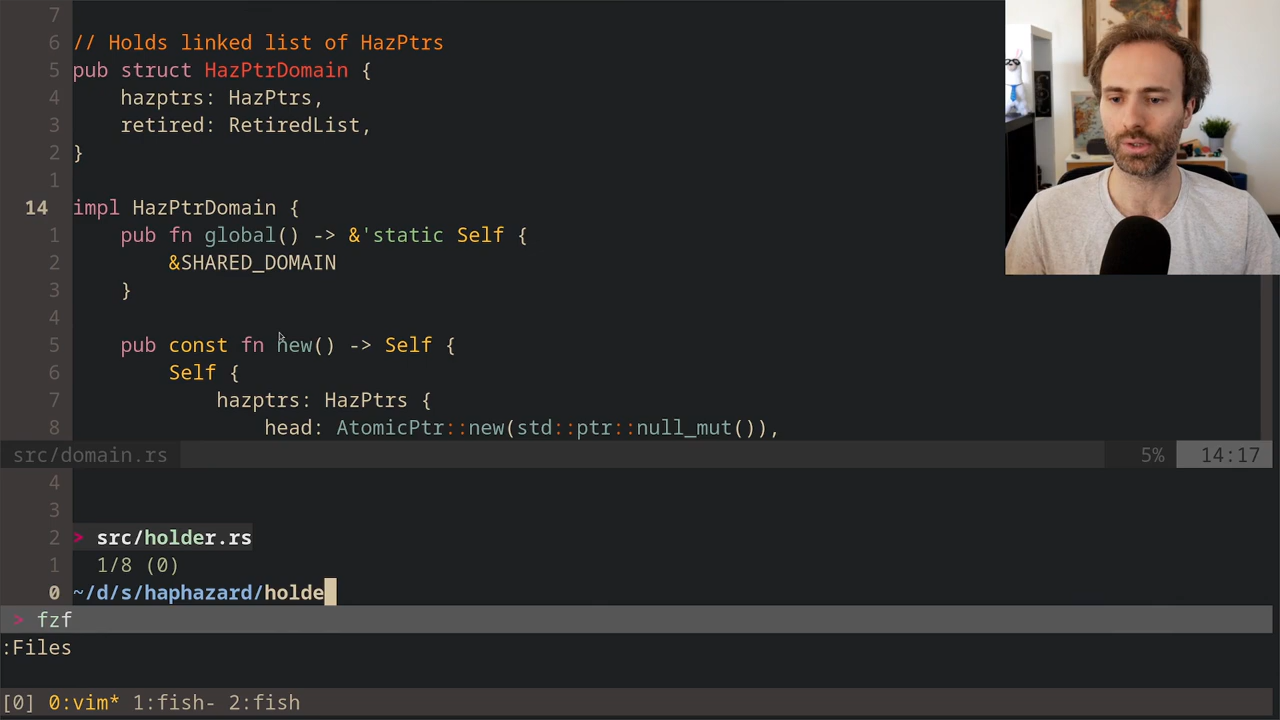 7
6 // Holds linked list of HazPtrs
5 pub struct HazPtrDomain {
4     hazptrs: HazPtrs,
3     retired: RetiredList,
2 }
1
14 impl HazPtrDomain {
1     pub fn global() -> &'static Self {
2         &SHARED_DOMAIN
3     }
4
5     pub const fn new() -> Self {
6         Self {
7             hazptrs: HazPtrs {
8                 head: AtomicPtr::new(std::ptr::null_mut()),
src/domain.rs 5% 14:17
4
3
2 > src/holder.rs
1   1/8 (0)
0 ~/d/s/haphazard/holde
> fzf
:Files
[0] 0:vim* 1:fish- 2:fish